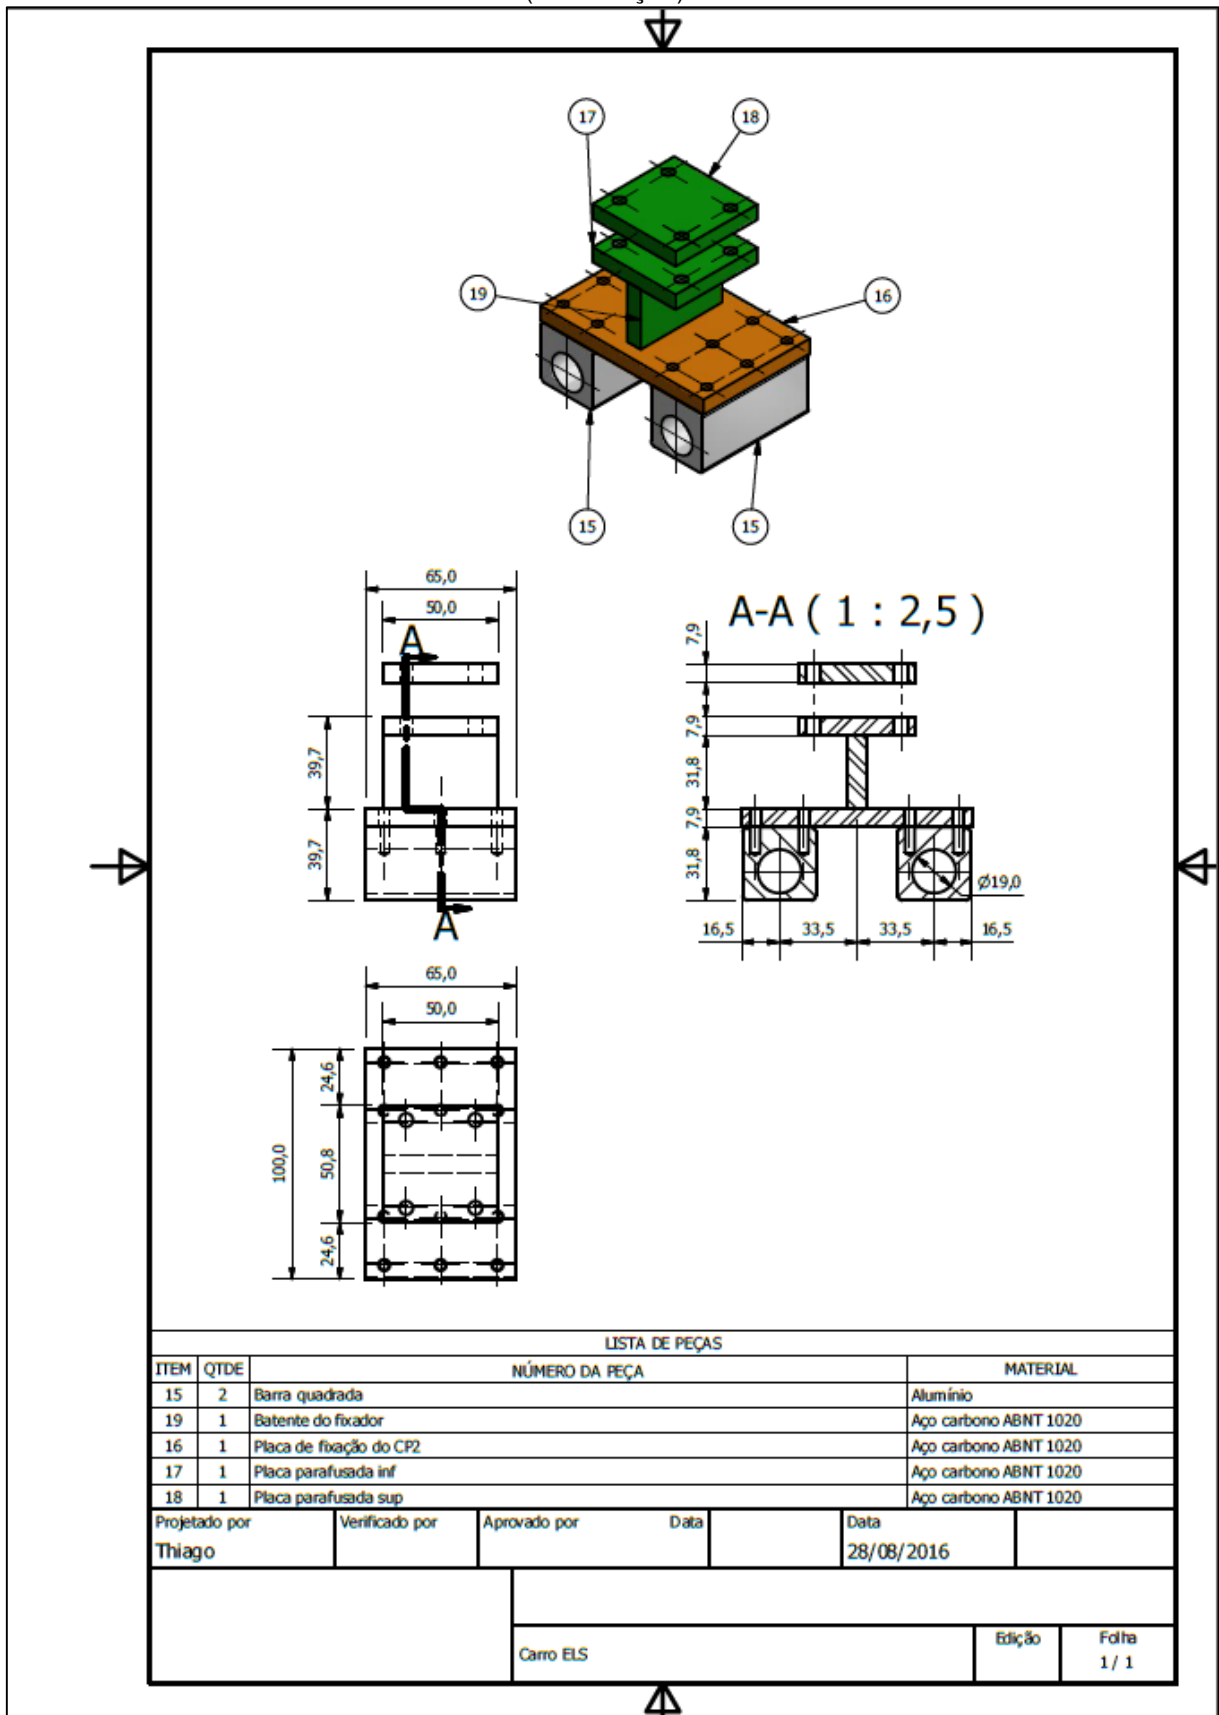 17
18
19
16
15
15
65,0
50,0
A
39,7
39,7
A
A-A ( 1 : 2,5 )
7,9
7,9
31,8
7,9
31,8
Ø19,0
16,5
33,5
33,5
16,5
65,0
50,0
24,6
100,0
50,8
24,6
LISTA DE PEÇAS
ITEM QTDE NÚMERO DA PEÇA MATERIAL
15 2 Barra quadrada Alumínio
19 1 Batente do fixador Aço carbono ABNT 1020
16 1 Placa de fixação do CP2 Aço carbono ABNT 1020
17 1 Placa parafusada inf Aço carbono ABNT 1020
18 1 Placa parafusada sup Aço carbono ABNT 1020
Projetado por Verificado por Aprovado por Data Data
Thiago 28/08/2016
Carro ELS Edição Folha
1 / 1